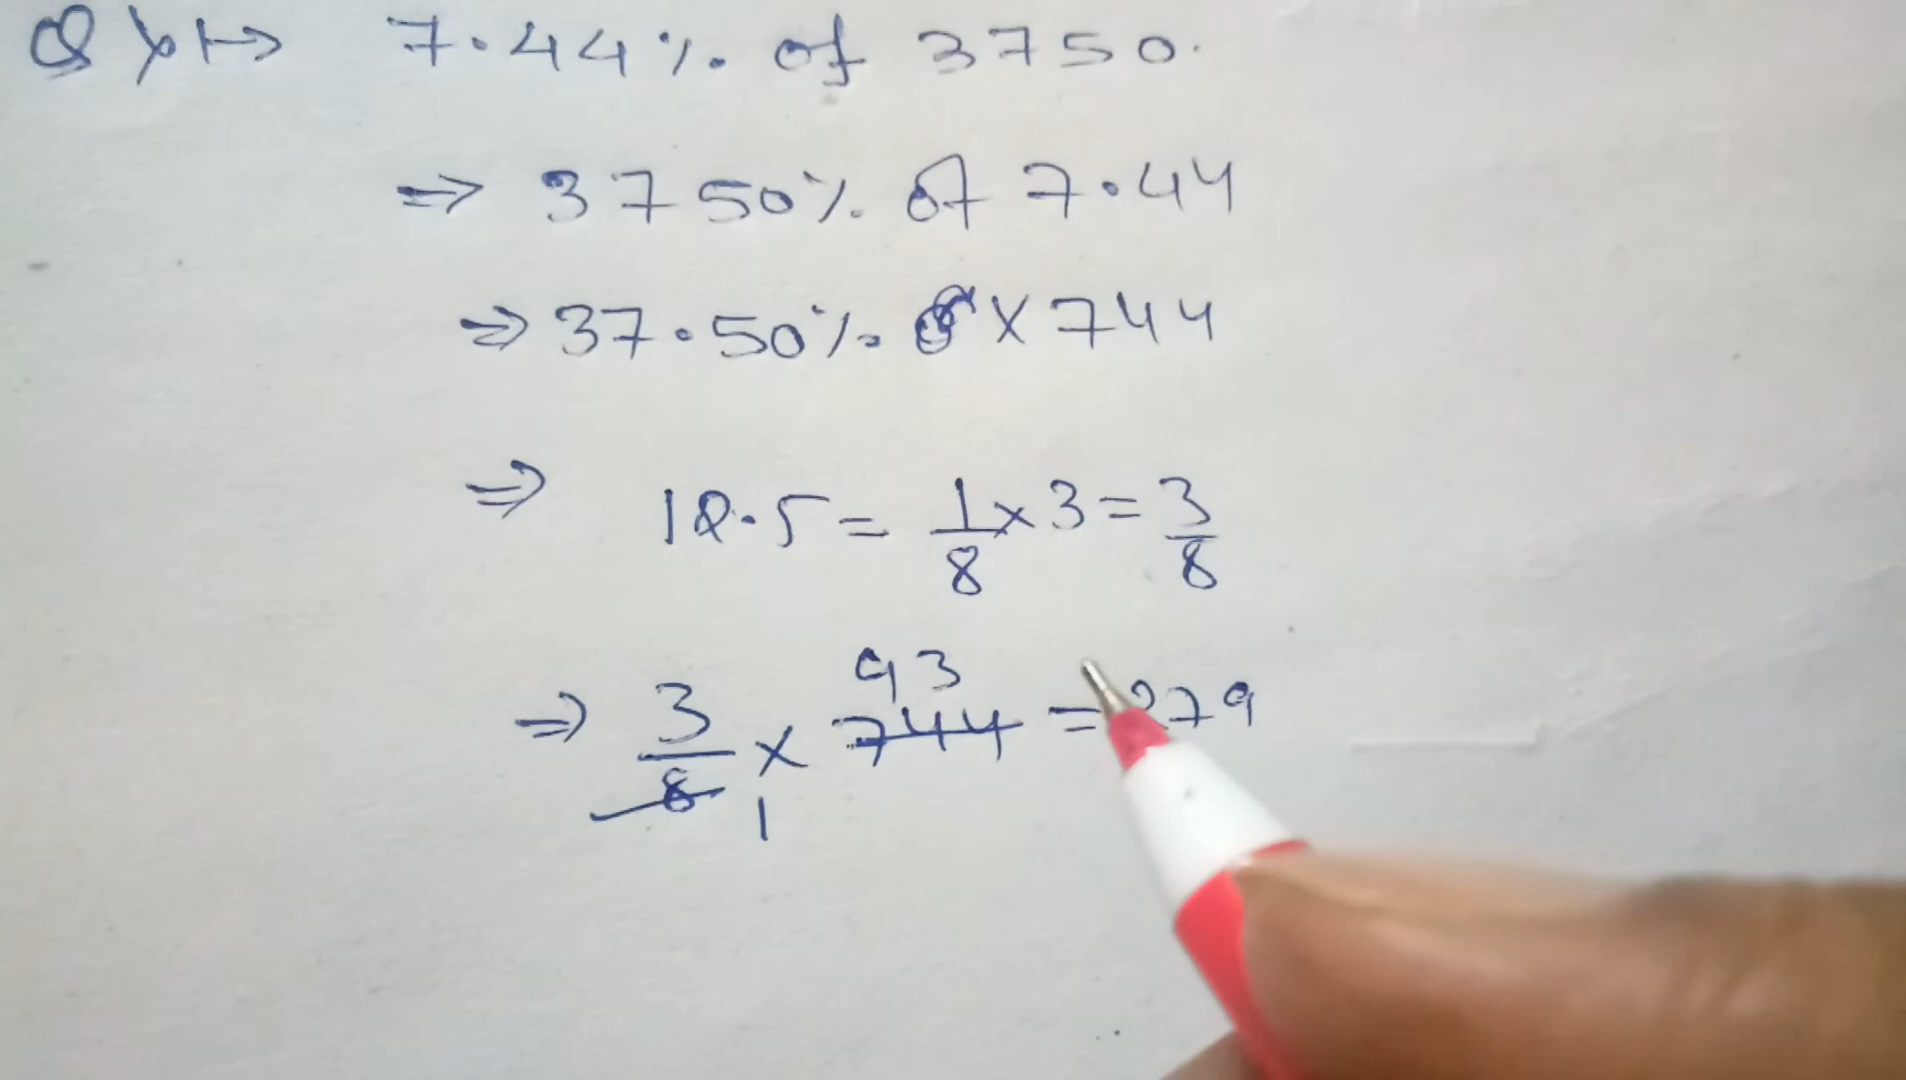 Q 1 → 7.44% of 3750.
⇒ 3750% of 7.44
⇒ 37.50% × 744
⇒ 12.5 = 1/8 × 3 = 3/8
⇒ 3/8 × 744 = 279
93
1